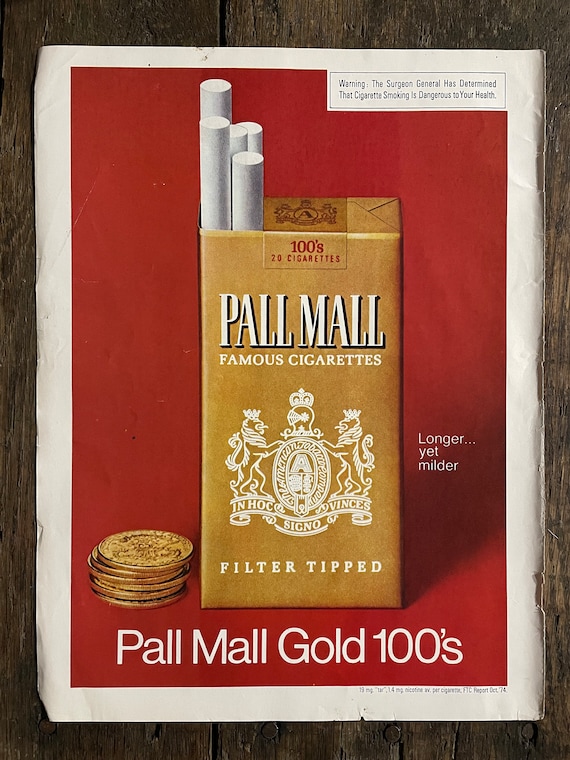 Warning: The Surgeon General Has Determined
That Cigarette Smoking Is Dangerous to Your Health.
100's
20 CIGARETTES
PALL MALL
FAMOUS CIGARETTES
A
IN HOC
SIGNO
VINCES
Longer...
yet
milder
FILTER TIPPED
Pall Mall Gold 100's
19 mg. "tar", 1.4 mg. nicotine av. per cigarette, FTC Report Oct. '74.